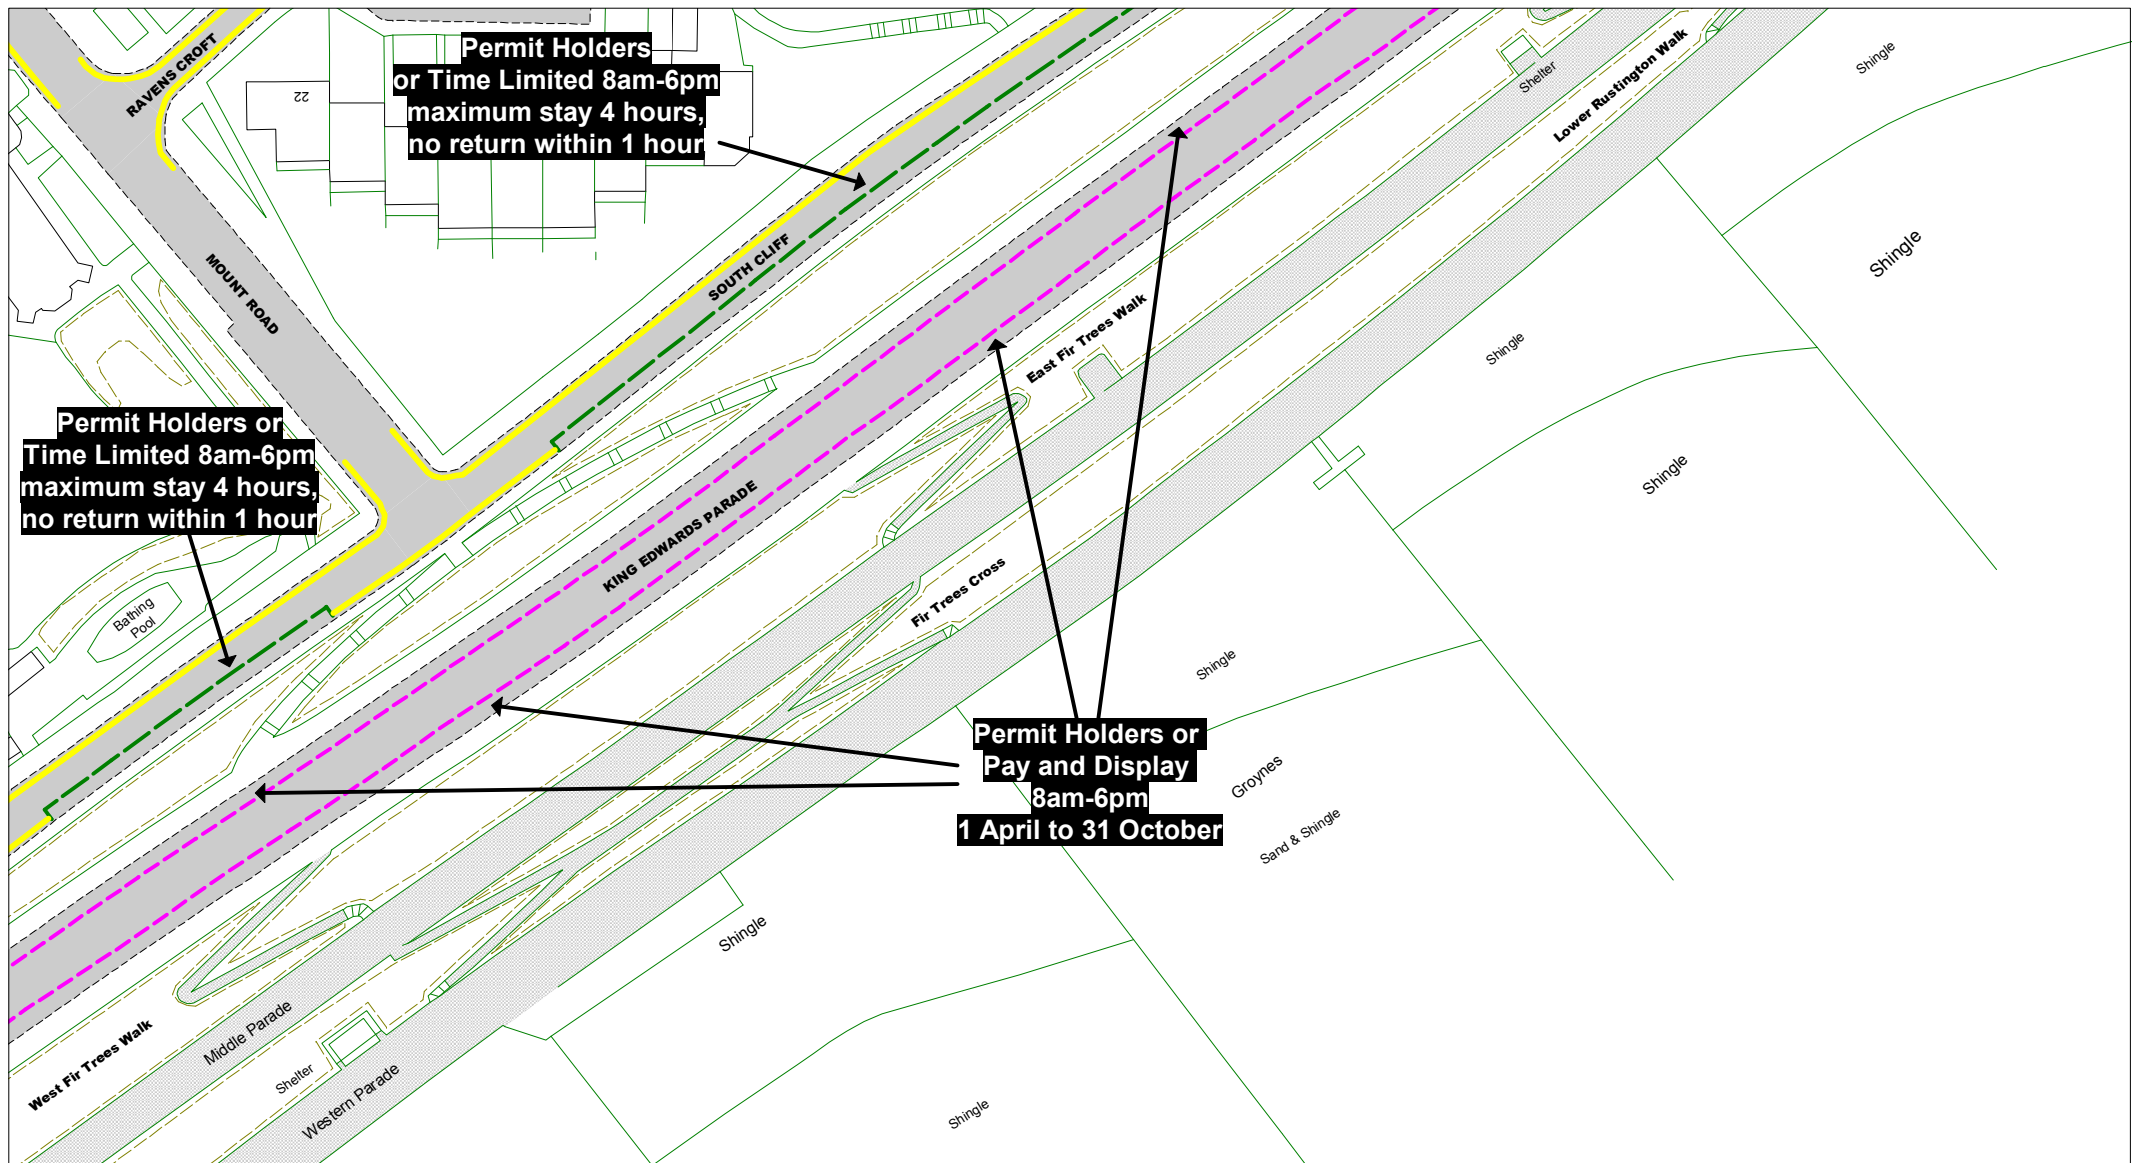 RAVENS CROFT
22
Permit Holders
or Time Limited 8am-6pm
maximum stay 4 hours,
no return within 1 hour
Shelter
Lower Rustington Walk
Shingle
MOUNT ROAD
SOUTH CLIFF
Shingle
East Fir Trees Walk
Shingle
Permit Holders or
Time Limited 8am-6pm
maximum stay 4 hours,
no return within 1 hour
KING EDWARDS PARADE
Shingle
Fir Trees Cross
Bathing
Pool
Shingle
Permit Holders or
Pay and Display
8am-6pm
1 April to 31 October
Groynes
Sand & Shingle
Shingle
West Fir Trees Walk
Middle Parade
Shelter
Western Parade
Shingle